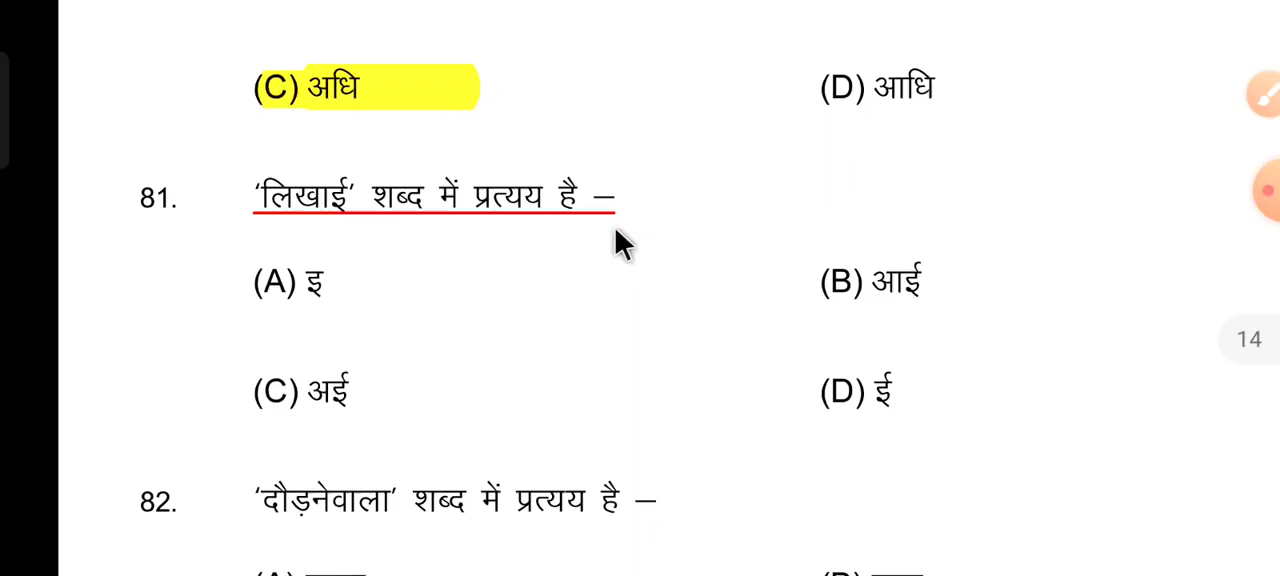 (C) अधि (D) आधि
81. 'लिखाई' शब्द में प्रत्यय है –
(A) इ (B) आई
14
(C) अई (D) ई
82. 'दौड़नेवाला' शब्द में प्रत्यय है –